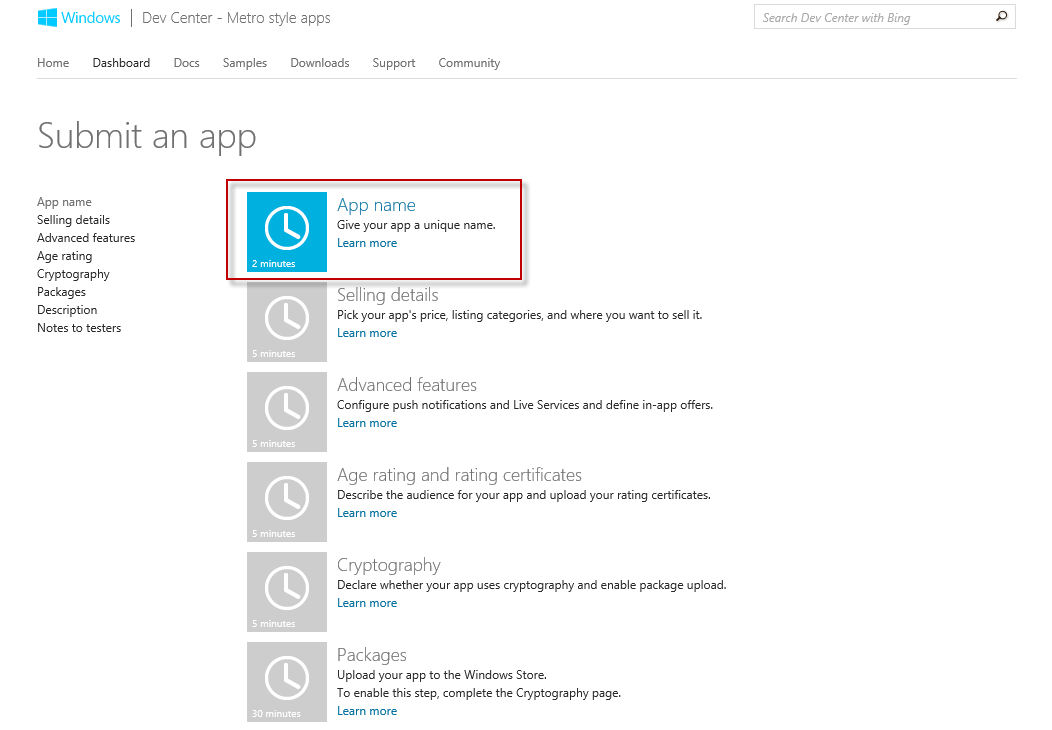 Windows | Dev Center - Metro style apps
Search Dev Center with Bing
Home Dashboard Docs Samples Downloads Support Community
Submit an app
App name
Selling details
Advanced features
Age rating
Cryptography
Packages
Description
Notes to testers
App name
Give your app a unique name.
Learn more
2 minutes
Selling details
Pick your app's price, listing categories, and where you want to sell it.
Learn more
5 minutes
Advanced features
Configure push notifications and Live Services and define in-app offers.
Learn more
5 minutes
Age rating and rating certificates
Describe the audience for your app and upload your rating certificates.
Learn more
5 minutes
Cryptography
Declare whether your app uses cryptography and enable package upload.
Learn more
5 minutes
Packages
Upload your app to the Windows Store.
To enable this step, complete the Cryptography page.
Learn more
30 minutes